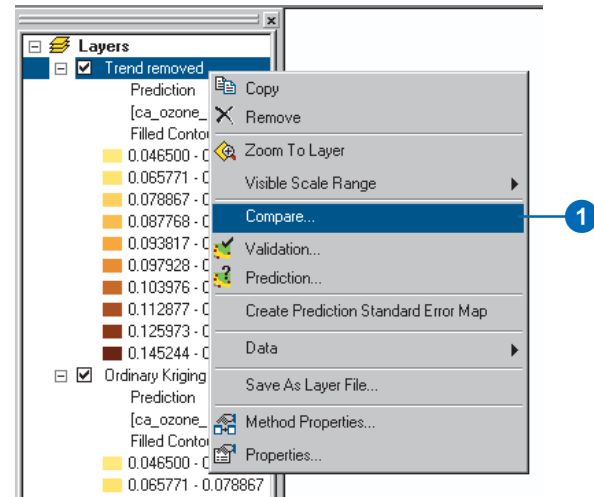 Layers
Trend removed
Prediction
[ca_ozone_
Filled Conto
0.046500 - 0
0.065771 - 0
0.078867 - 0
0.087768 - 0
0.093817 - 0
0.097928 - 0
0.103976 - 0
0.112877 - 0
0.125973 - 0
0.145244 - 0
Ordinary Kriging
Prediction
[ca_ozone_
Filled Conto
0.046500 - 0
0.065771 - 0.078867
Copy
Remove
Zoom To Layer
Visible Scale Range
Compare...
Validation...
Prediction...
Create Prediction Standard Error Map
Data
Save As Layer File...
Method Properties...
Properties...
1